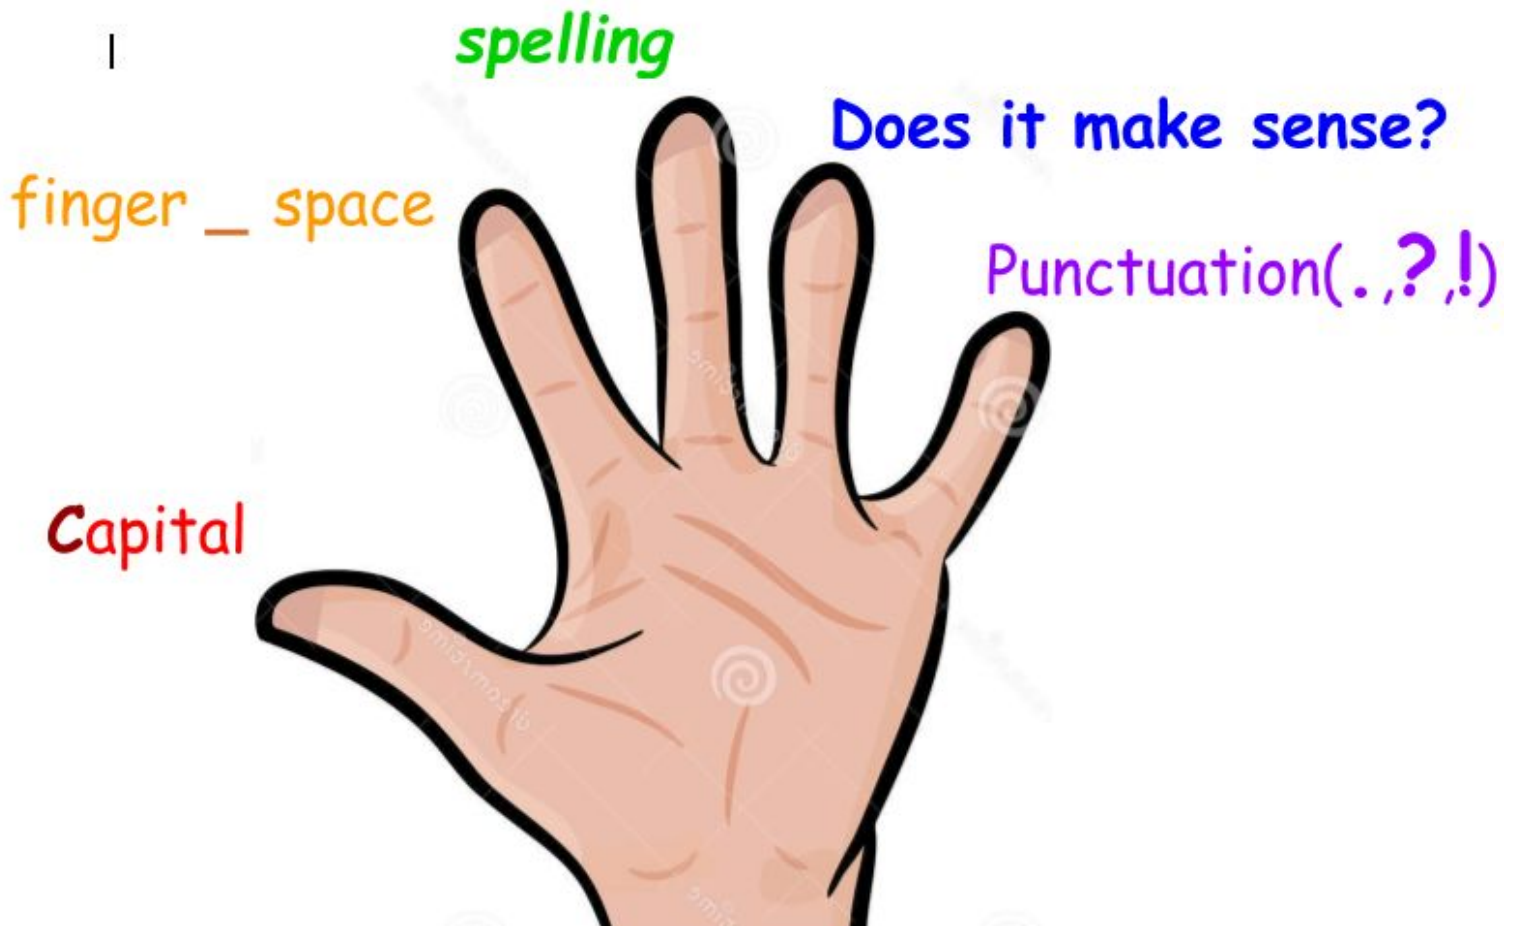 spelling
Does it make sense?
finger _ space
Punctuation(.,?,!)
Capital